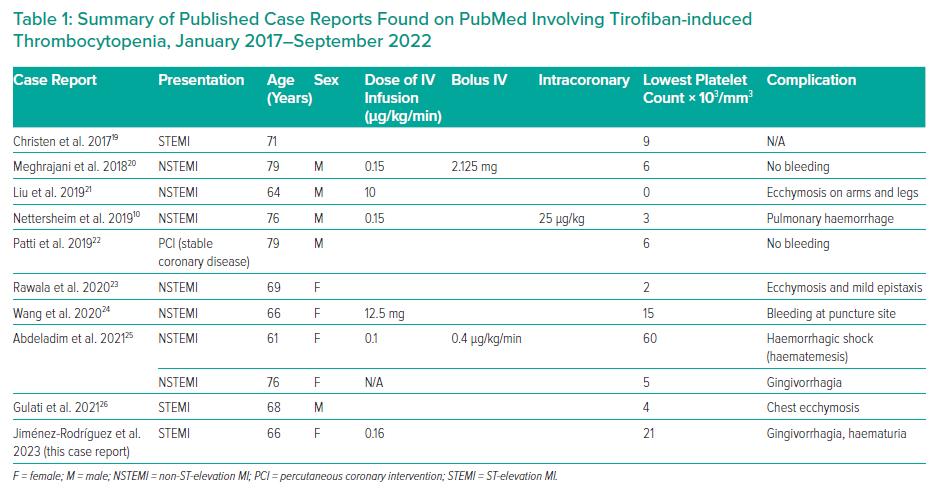 Table 1: Summary of Published Case Reports Found on PubMed Involving Tirofiban-induced
Thrombocytopenia, January 2017–September 2022
Case Report Presentation Age (Years) Sex Dose of IV Infusion (µg/kg/min) Bolus IV Intracoronary Lowest Platelet Count × 10³/mm³ Complication
Christen et al. 2017¹⁹ STEMI 71 9 N/A
Meghrajani et al. 2018²⁰ NSTEMI 79 M 0.15 2.125 mg 6 No bleeding
Liu et al. 2019²¹ NSTEMI 64 M 10 0 Ecchymosis on arms and legs
Nettersheim et al. 2019¹⁰ NSTEMI 76 M 0.15 25 µg/kg 3 Pulmonary haemorrhage
Patti et al. 2019²² PCI (stable coronary disease) 79 M 6 No bleeding
Rawala et al. 2020²³ NSTEMI 69 F 2 Ecchymosis and mild epistaxis
Wang et al. 2020²⁴ NSTEMI 66 F 12.5 mg 15 Bleeding at puncture site
Abdeladim et al. 2021²⁵ NSTEMI 61 F 0.1 0.4 µg/kg/min 60 Haemorrhagic shock (haematemesis)
NSTEMI 76 F N/A 5 Gingivorrhagia
Gulati et al. 2021²⁶ STEMI 68 M 4 Chest ecchymosis
Jiménez-Rodríguez et al. 2023 (this case report) STEMI 66 F 0.16 21 Gingivorrhagia, haematuria
F = female; M = male; NSTEMI = non-ST-elevation MI; PCI = percutaneous coronary intervention; STEMI = ST-elevation MI.